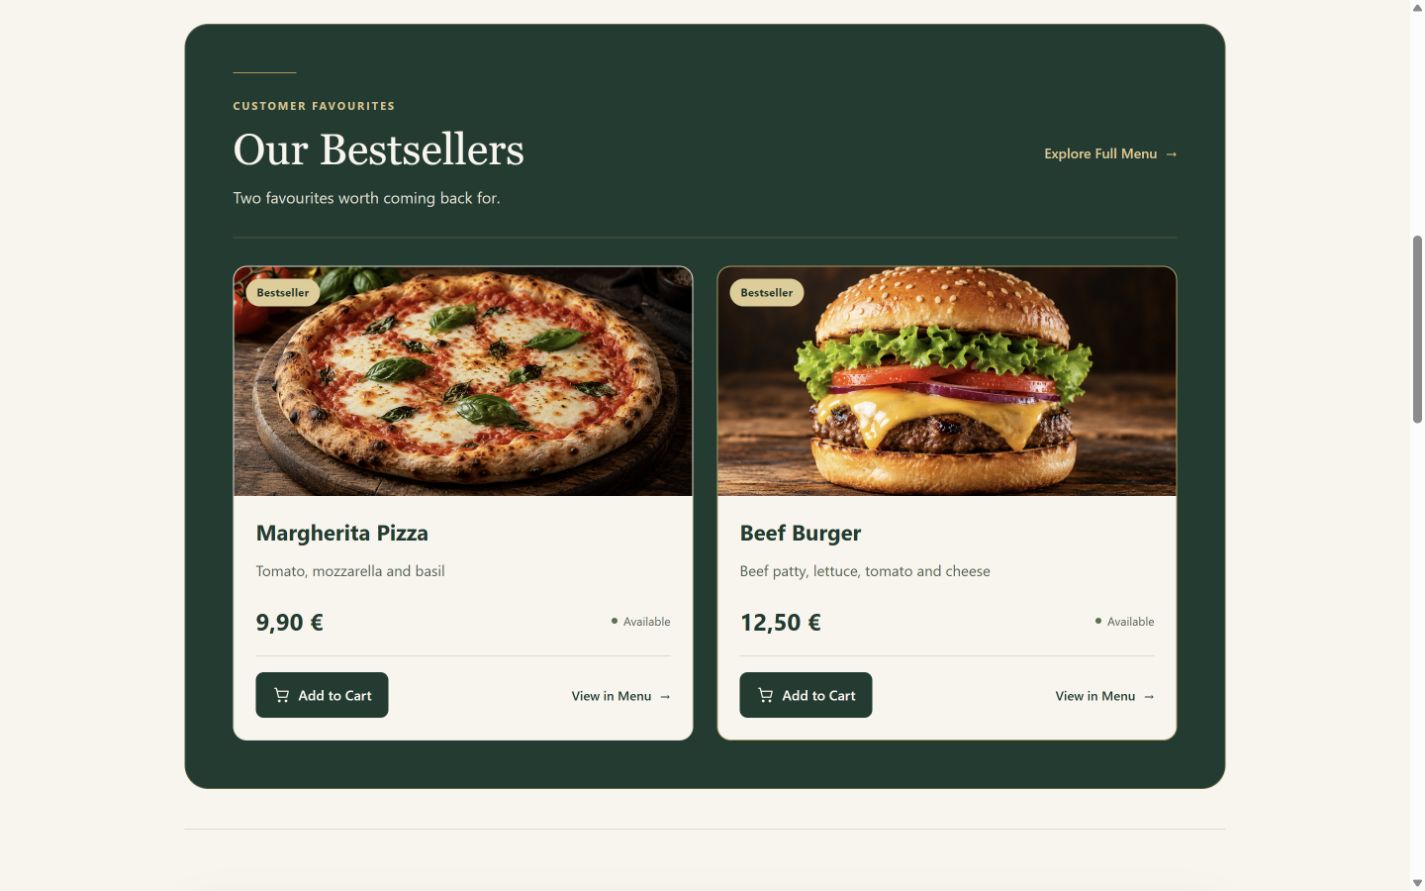 CUSTOMER FAVOURITES
Our Bestsellers
Explore Full Menu →
Two favourites worth coming back for.
Bestseller
Margherita Pizza
Tomato, mozzarella and basil
9,90 €
Available
Add to Cart
View in Menu →
Bestseller
Beef Burger
Beef patty, lettuce, tomato and cheese
12,50 €
Available
Add to Cart
View in Menu →